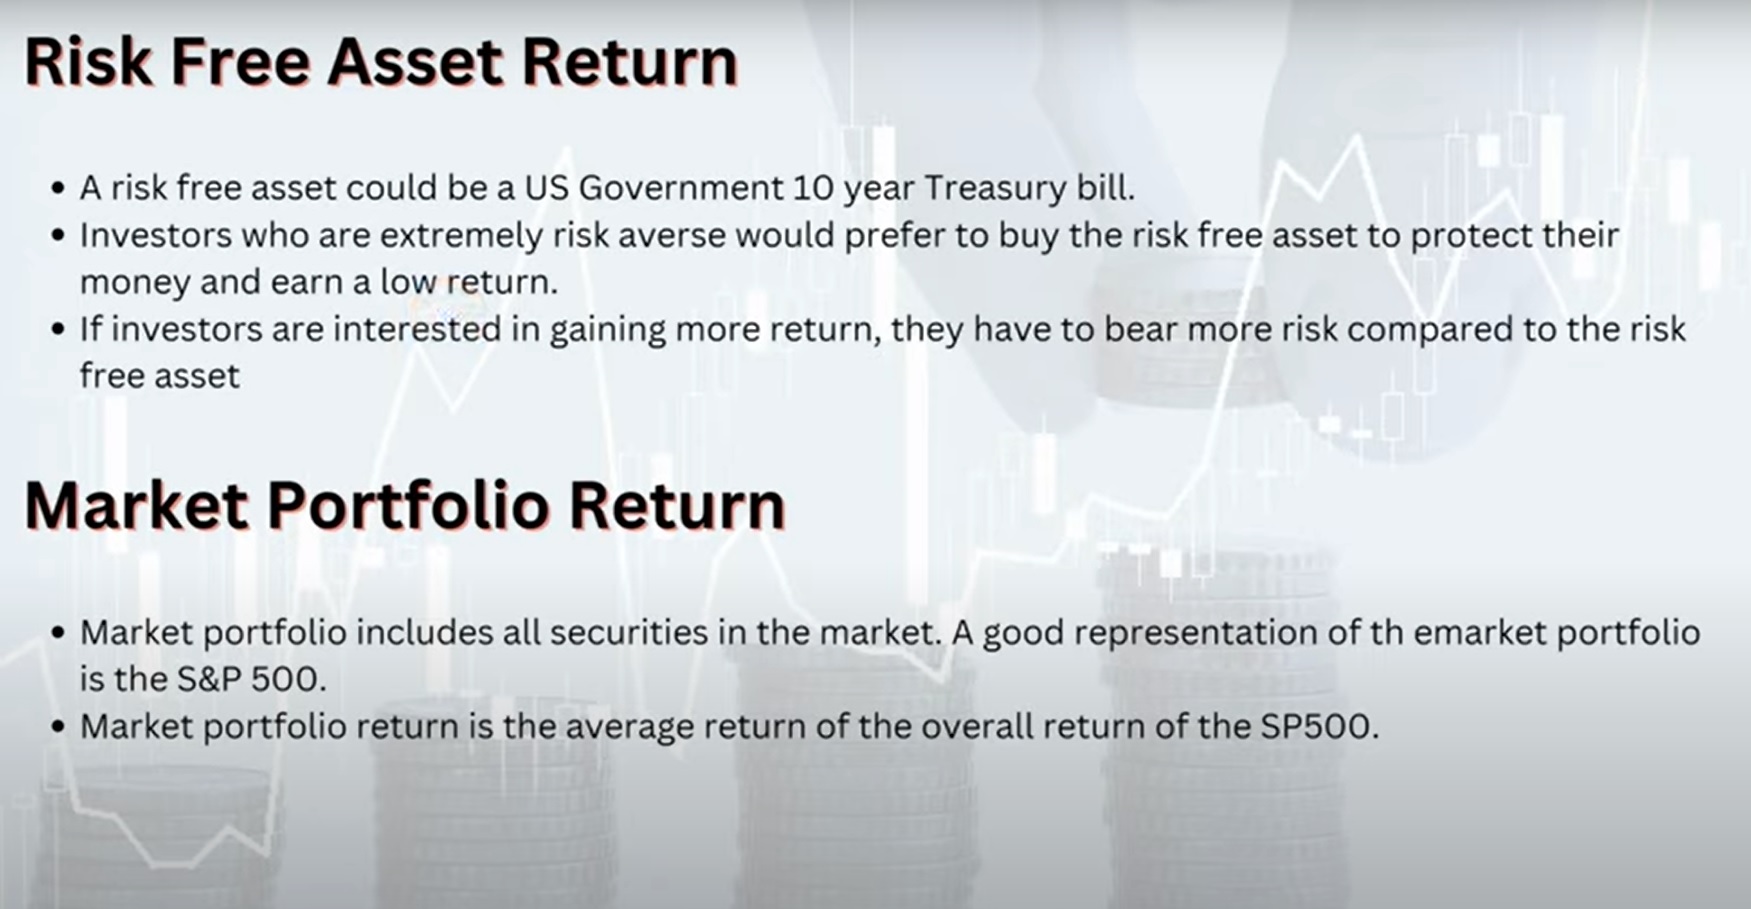 Risk Free Asset Return
• A risk free asset could be a US Government 10 year Treasury bill.
• Investors who are extremely risk averse would prefer to buy the risk free asset to protect their
money and earn a low return.
• If investors are interested in gaining more return, they have to bear more risk compared to the risk
free asset
Market Portfolio Return
• Market portfolio includes all securities in the market. A good representation of th emarket portfolio
is the S&P 500.
• Market portfolio return is the average return of the overall return of the SP500.